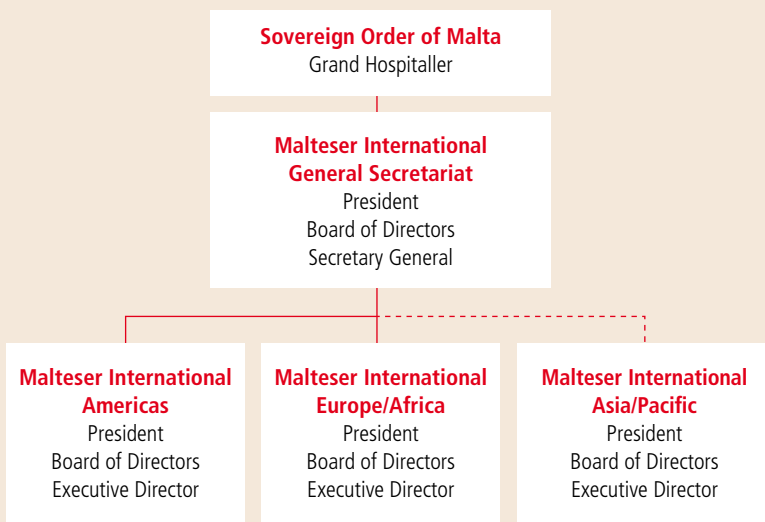 Sovereign Order of Malta
Grand Hospitaller
Malteser International
General Secretariat
President
Board of Directors
Secretary General
Malteser International
Americas
President
Board of Directors
Executive Director
Malteser International
Europe/Africa
President
Board of Directors
Executive Director
Malteser International
Asia/Pacific
President
Board of Directors
Executive Director